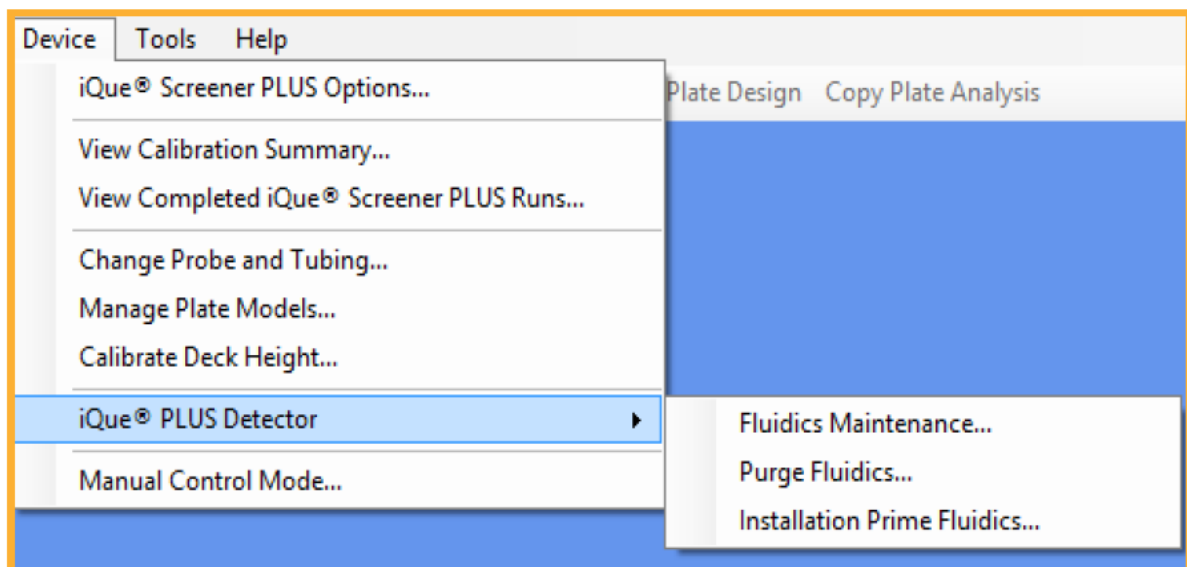 Device Tools Help
Plate Design Copy Plate Analysis
iQue® Screener PLUS Options...
View Calibration Summary...
View Completed iQue® Screener PLUS Runs...
Change Probe and Tubing...
Manage Plate Models...
Calibrate Deck Height...
iQue® PLUS Detector
Manual Control Mode...
Fluidics Maintenance...
Purge Fluidics...
Installation Prime Fluidics...